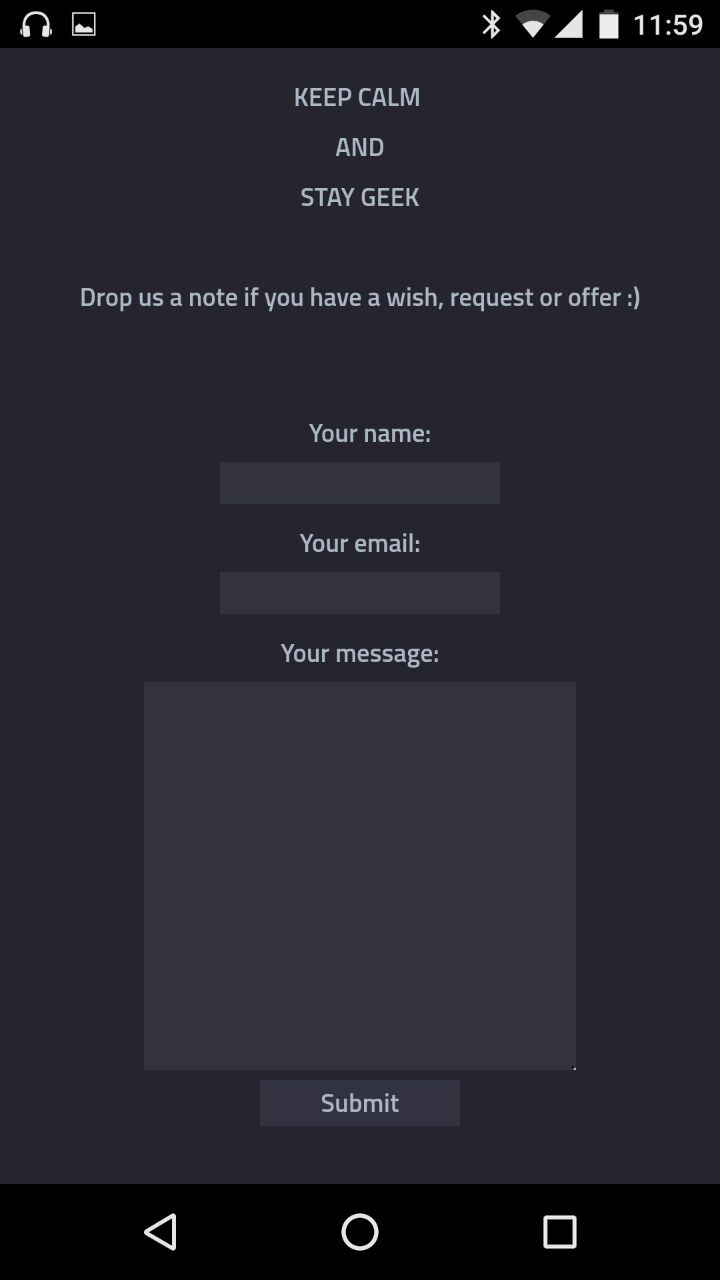 11:59
KEEP CALM
AND
STAY GEEK
Drop us a note if you have a wish, request or offer :)
Your name:
Your email:
Your message:
Submit